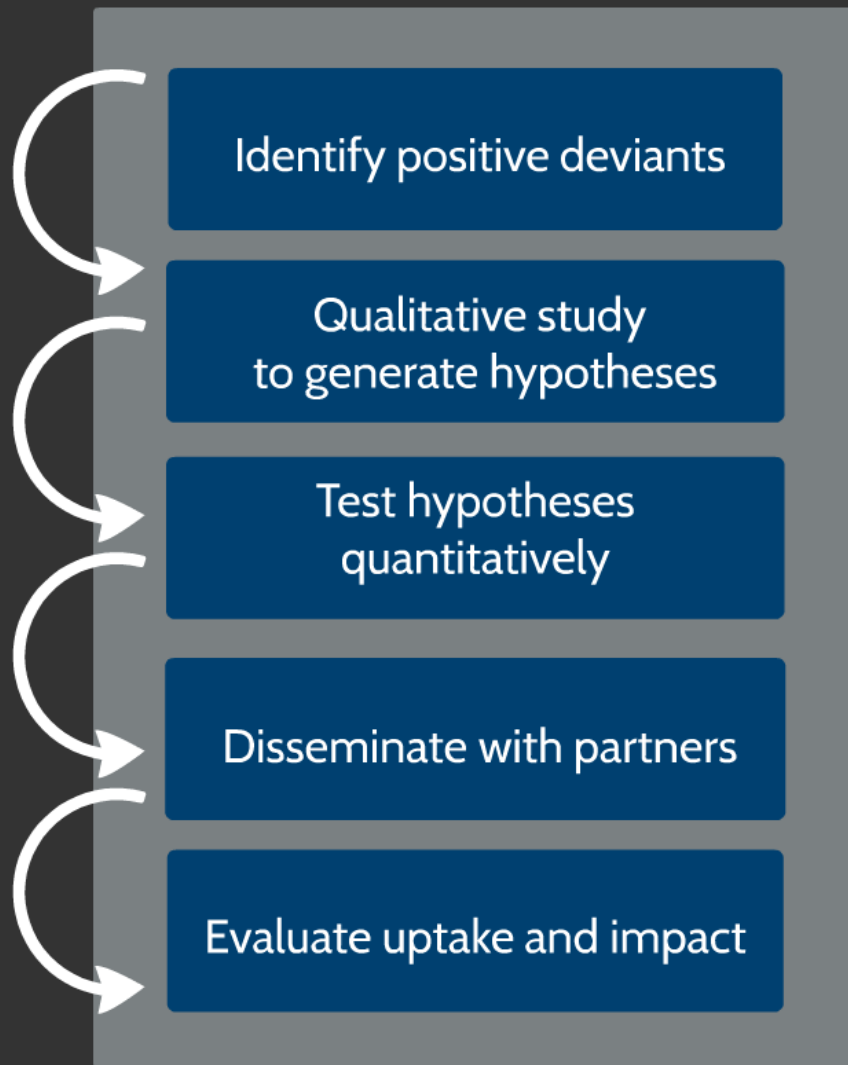 Identify positive deviants
Qualitative study
to generate hypotheses
Test hypotheses
quantitatively
Disseminate with partners
Evaluate uptake and impact